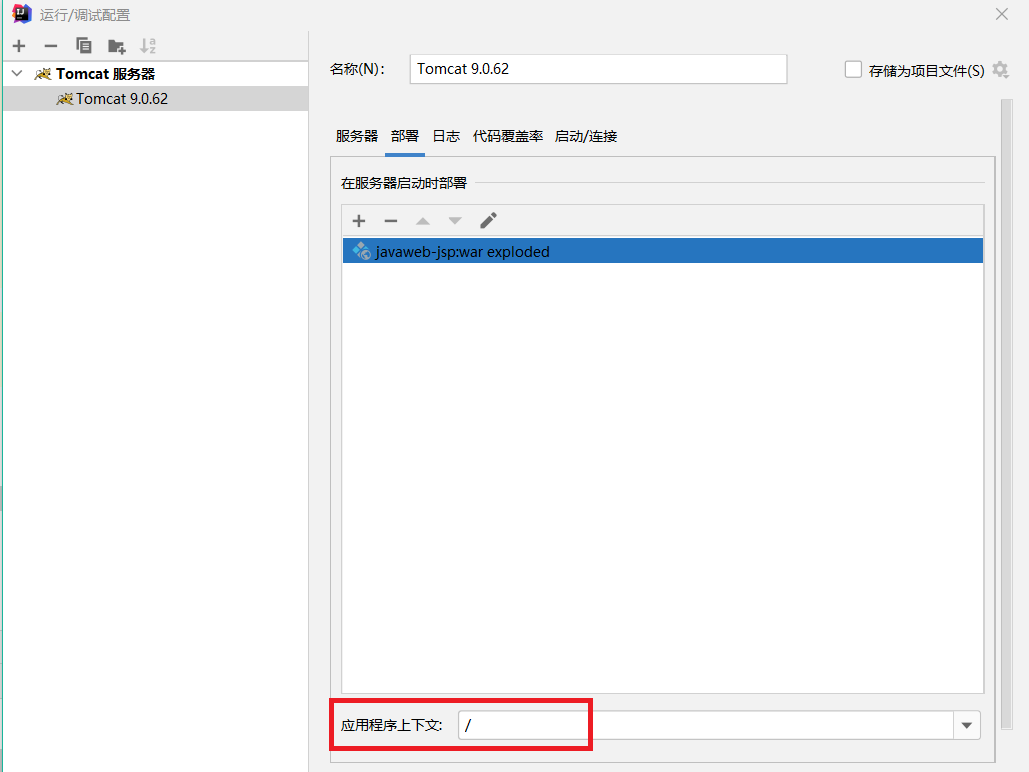 运行/调试配置
Tomcat 服务器
Tomcat 9.0.62
名称(N):
Tomcat 9.0.62
存储为项目文件(S)
服务器 部署 日志 代码覆盖率 启动/连接
在服务器启动时部署
javaweb-jsp:war exploded
应用程序上下文:
/